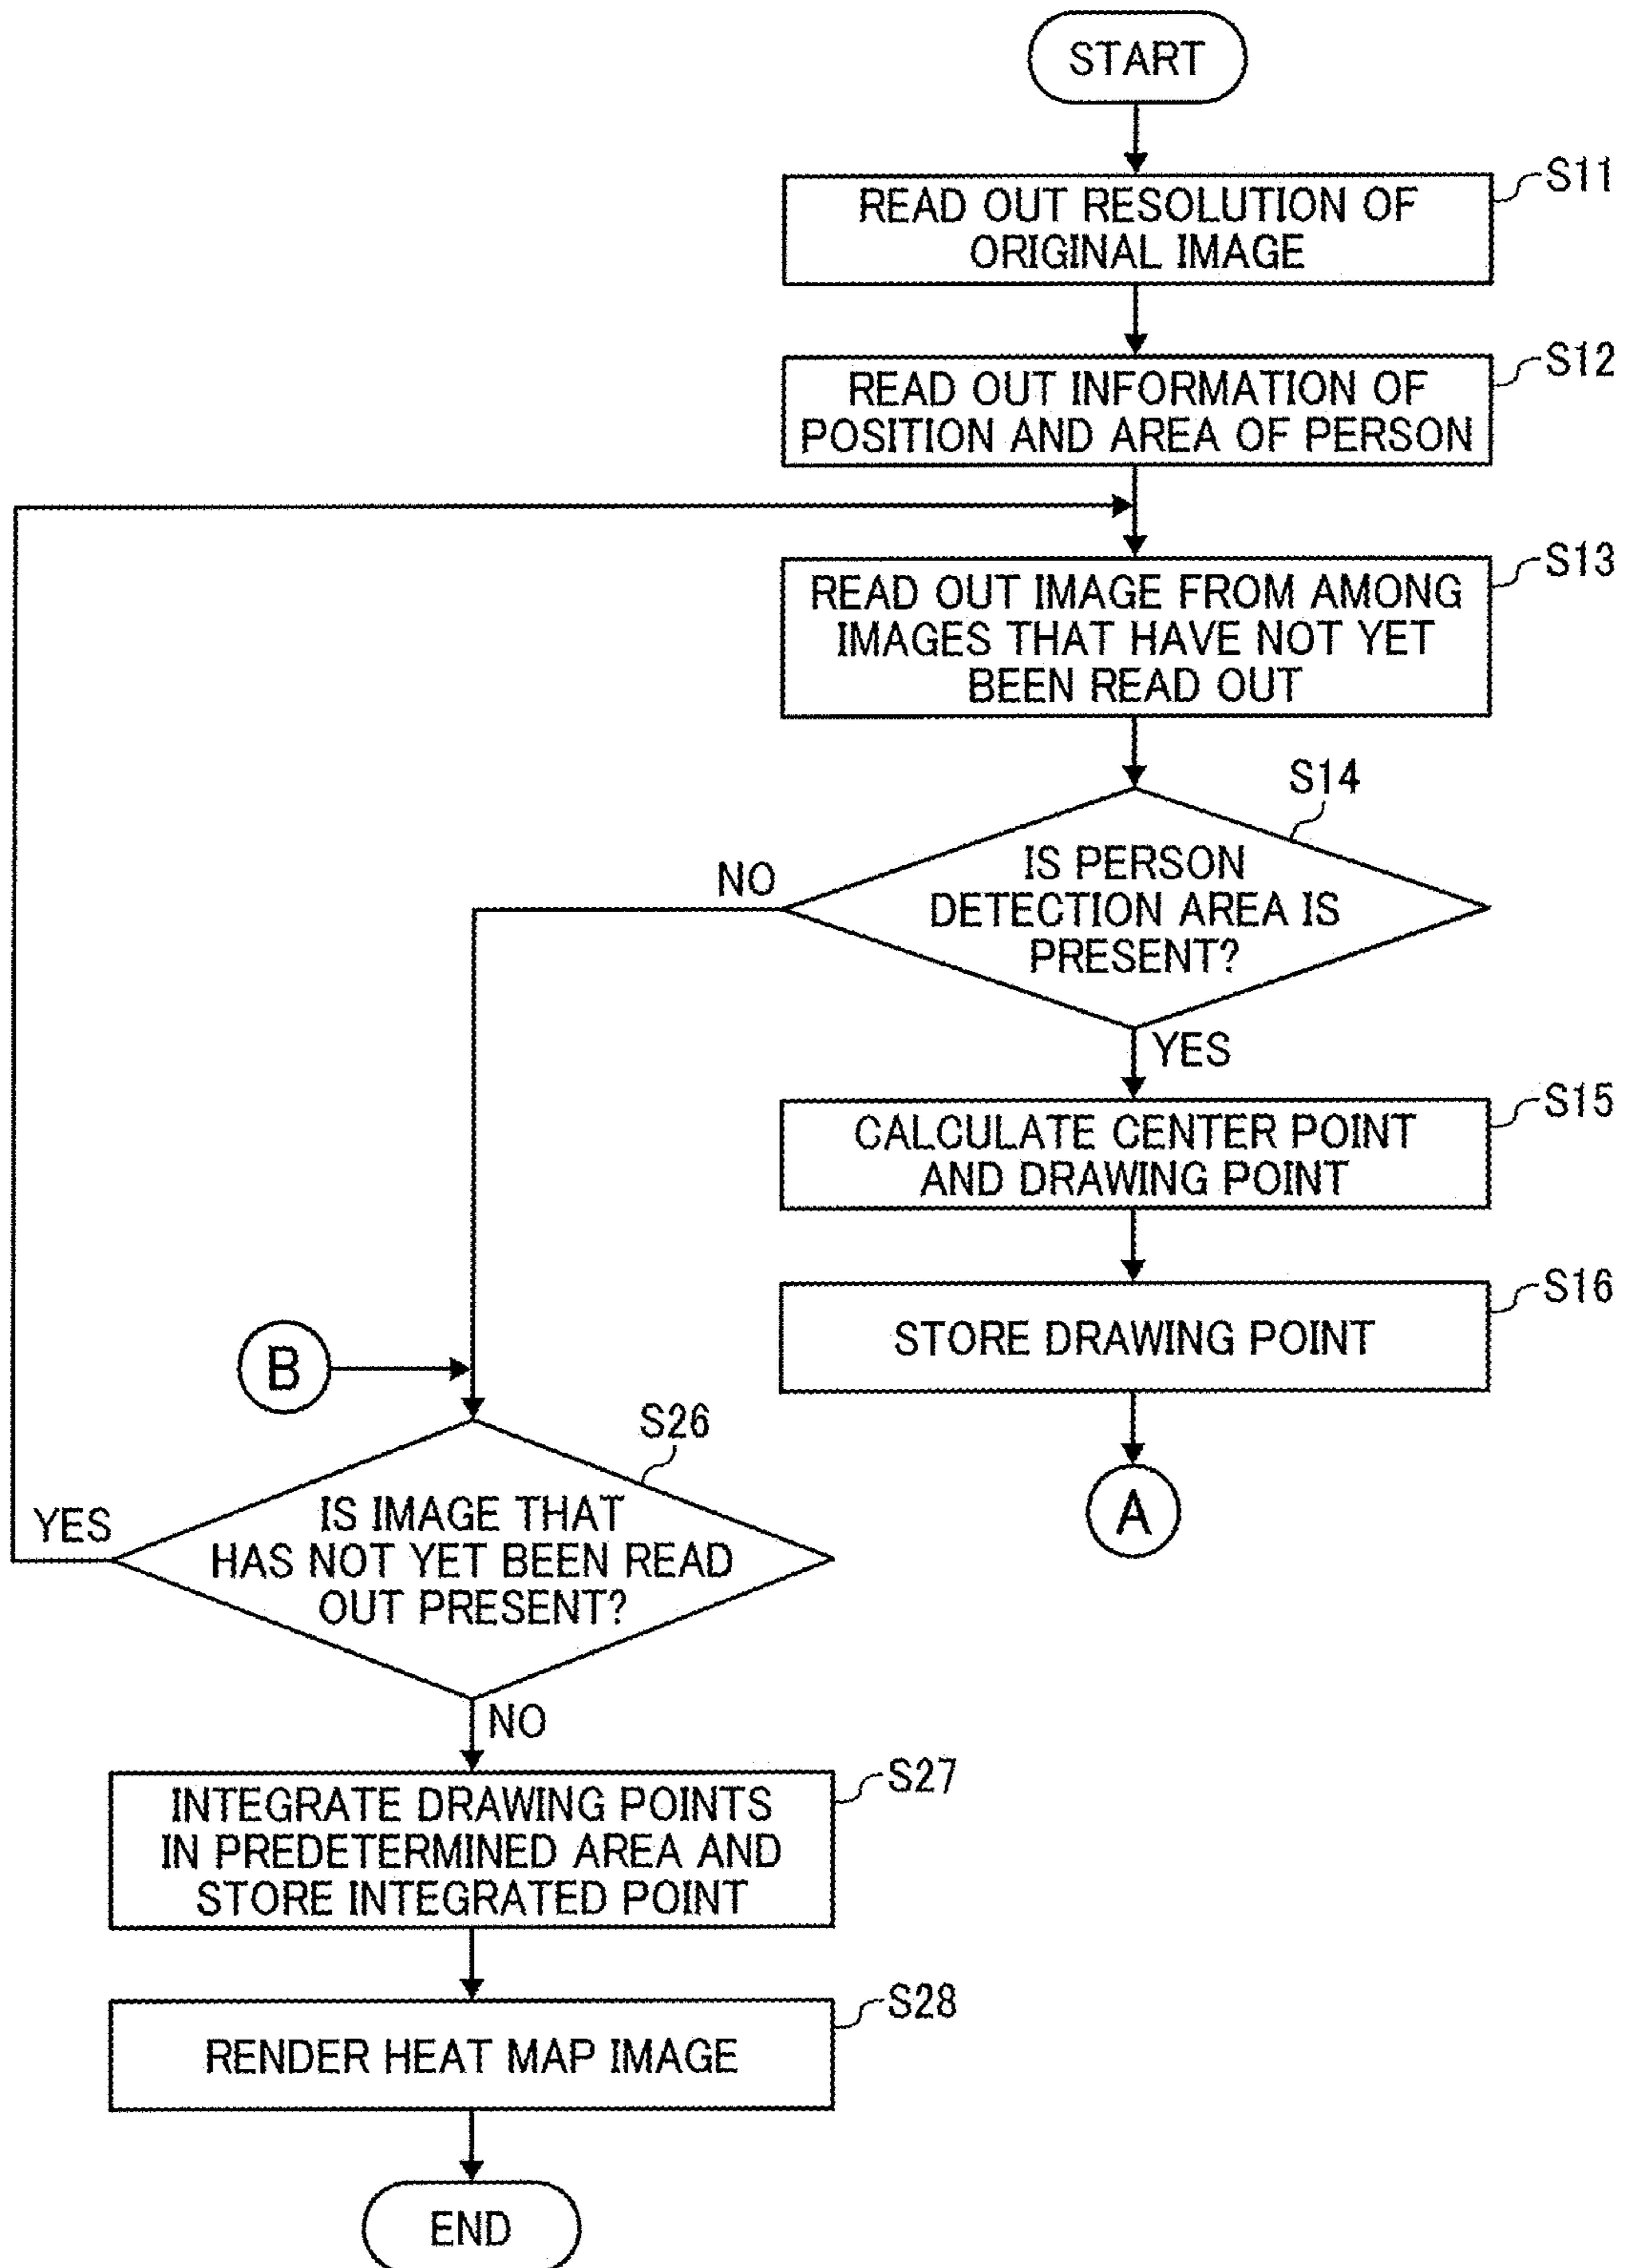 START
S11
READ OUT RESOLUTION OF
ORIGINAL IMAGE
S12
READ OUT INFORMATION OF
POSITION AND AREA OF PERSON
S13
READ OUT IMAGE FROM AMONG
IMAGES THAT HAVE NOT YET
BEEN READ OUT
S14
IS PERSON
DETECTION AREA IS
PRESENT?
NO
YES
S15
CALCULATE CENTER POINT
AND DRAWING POINT
S16
STORE DRAWING POINT
A
B
S26
IS IMAGE THAT
HAS NOT YET BEEN READ
OUT PRESENT?
YES
NO
S27
INTEGRATE DRAWING POINTS
IN PREDETERMINED AREA AND
STORE INTEGRATED POINT
S28
RENDER HEAT MAP IMAGE
END